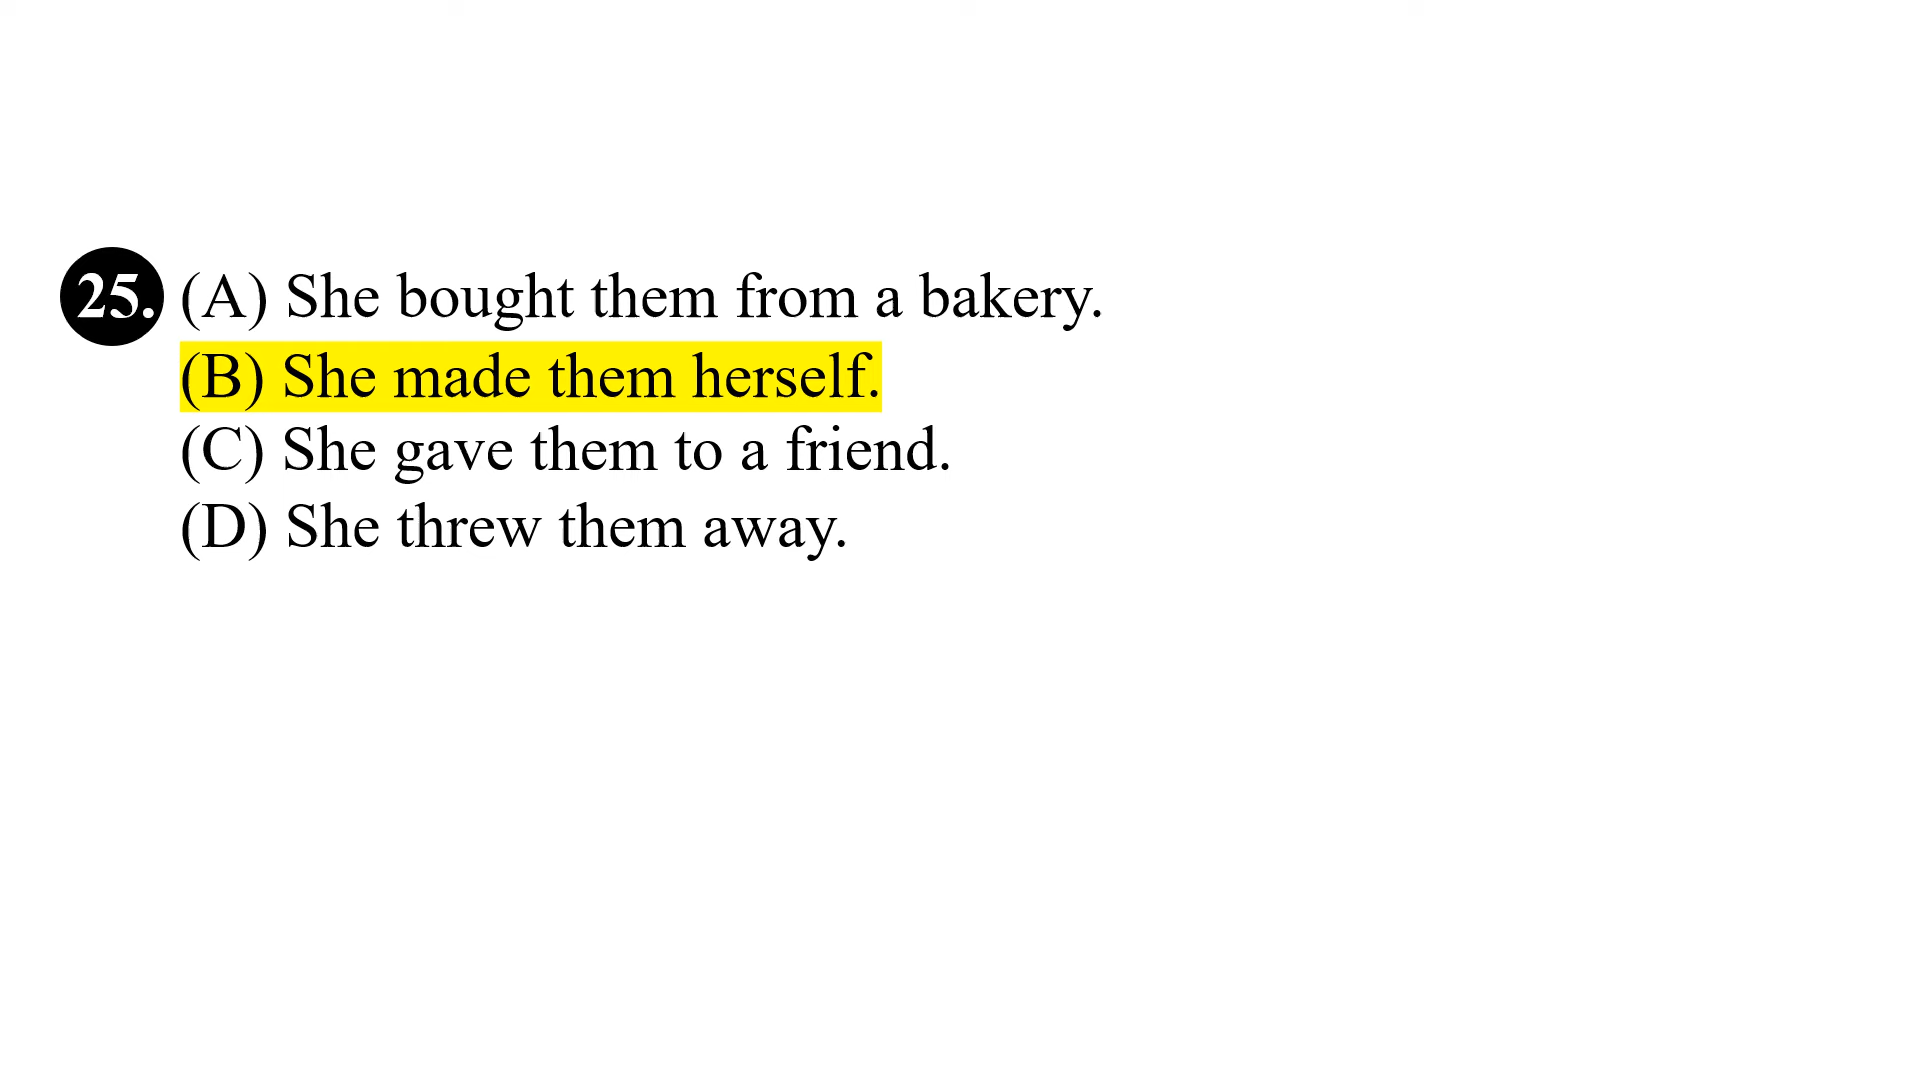 25. (A) She bought them from a bakery.
(B) She made them herself.
(C) She gave them to a friend.
(D) She threw them away.